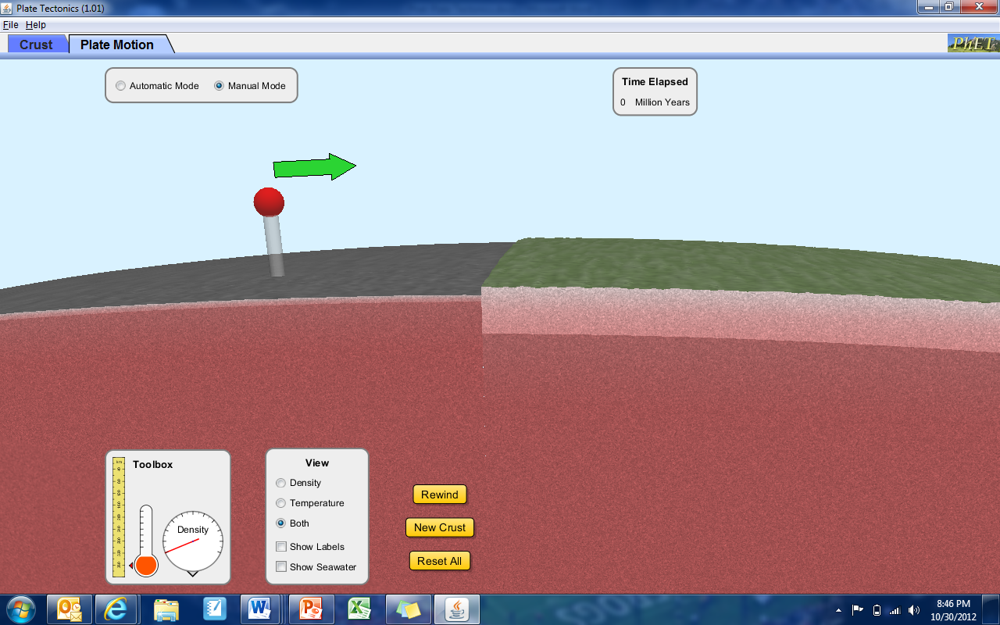 Plate Tectonics (1.01)
File Help
Crust Plate Motion
PhET
Automatic Mode Manual Mode
Time Elapsed
0 Million Years
Toolbox
km
Density
View
Density
Temperature
Both
Show Labels
Show Seawater
Rewind
New Crust
Reset All
8:46 PM
10/30/2012